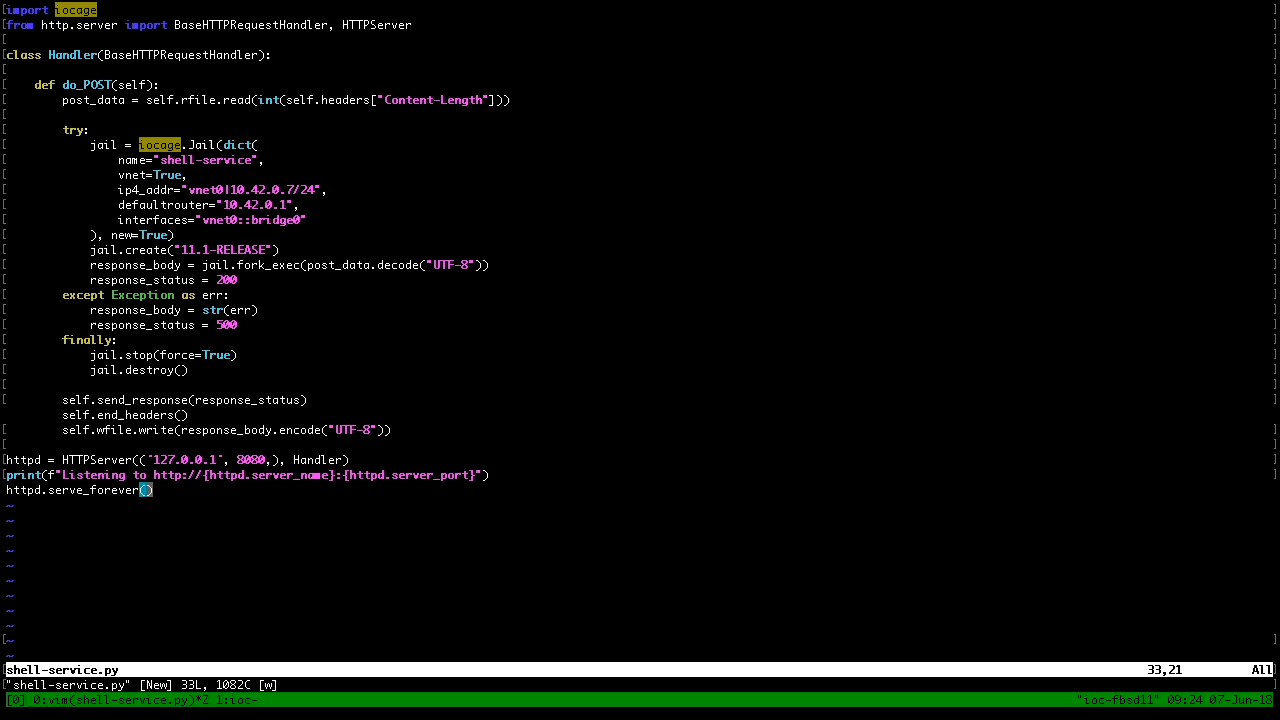 import iocage
from http.server import BaseHTTPRequestHandler, HTTPServer
class Handler(BaseHTTPRequestHandler):
def do_POST(self):
post_data = self.rfile.read(int(self.headers["Content-Length"]))
try:
jail = iocage.Jail(dict(
name="shell-service",
vnet=True,
ip4_addr="vnet0|10.42.0.7/24",
defaultrouter="10.42.0.1",
interfaces="vnet0::bridge0"
), new=True)
jail.create("11.1-RELEASE")
response_body = jail.fork_exec(post_data.decode("UTF-8"))
response_status = 200
except Exception as err:
response_body = str(err)
response_status = 500
finally:
jail.stop(force=True)
jail.destroy()
self.send_response(response_status)
self.end_headers()
self.wfile.write(response_body.encode("UTF-8"))
httpd = HTTPServer(("127.0.0.1", 8080,), Handler)
print(f"Listening to http://{httpd.server_name}:{httpd.server_port}")
httpd.serve_forever()
~
~
~
~
~
~
~
~
~
~
~
shell-service.py 33,21 All
"shell-service.py" [New] 33L, 1082C [w]
[0] 0:vim(shell-service.py)*Z 1:ioc- "ioc-fbsd11" 09:24 07-Jun-18